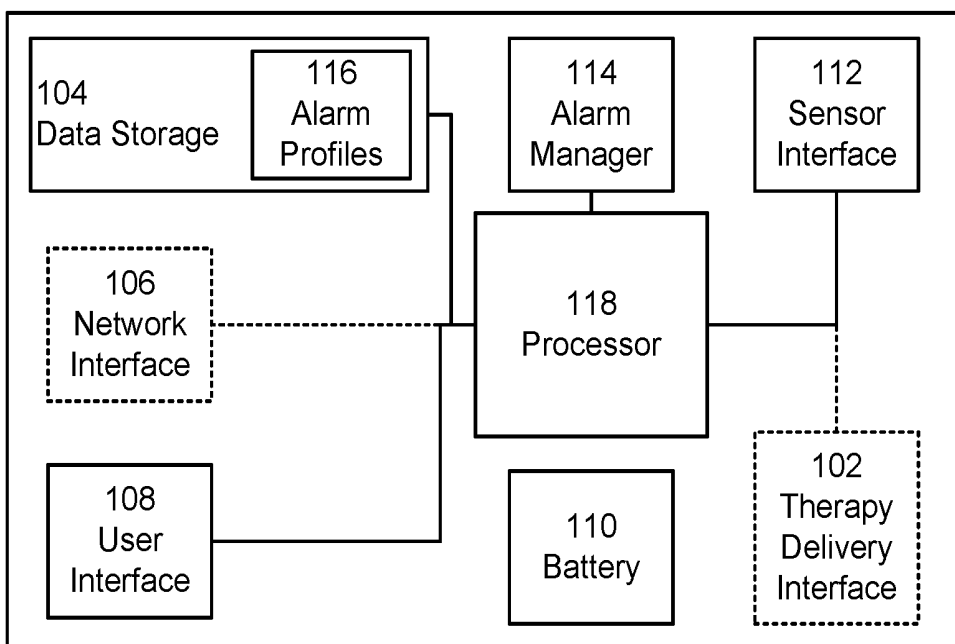 104
Data Storage
116
Alarm
Profiles
114
Alarm
Manager
112
Sensor
Interface
106
Network
Interface
118
Processor
108
User
Interface
110
Battery
102
Therapy
Delivery
Interface